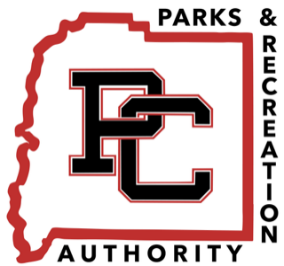 PARKS &
RECREATION
AUTHORITY
PC